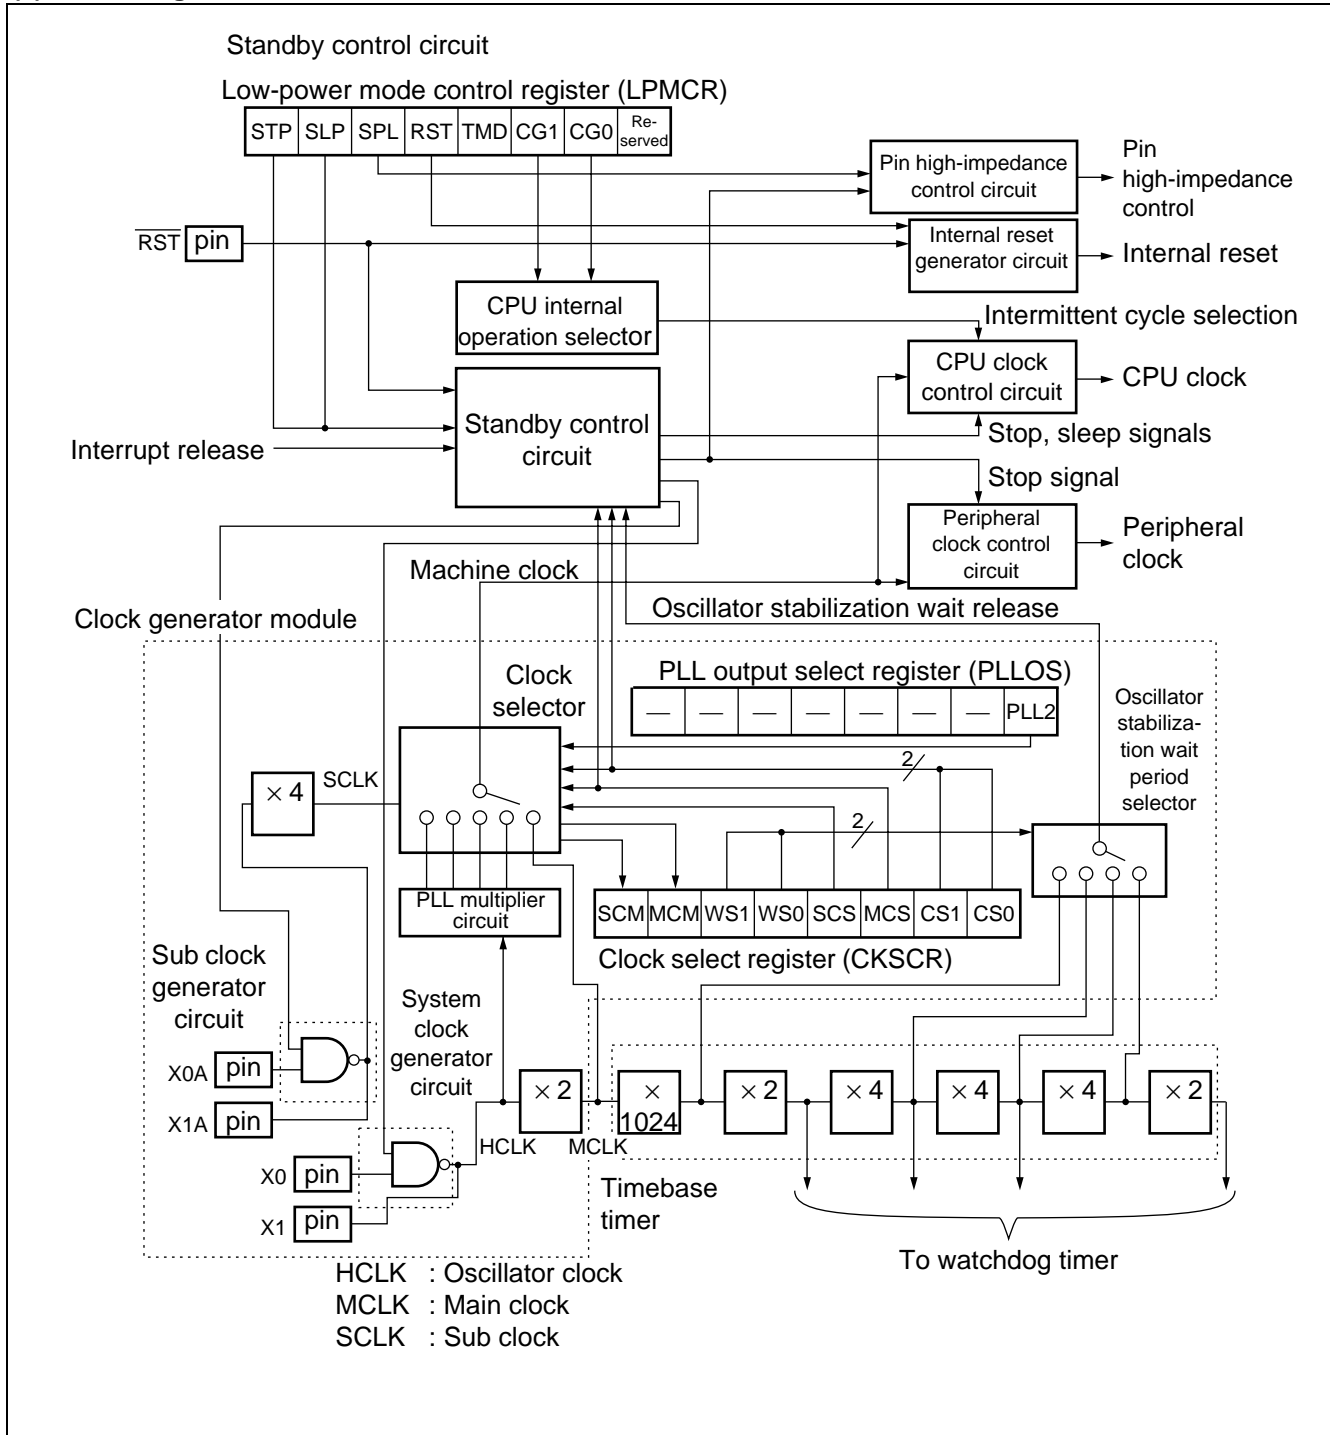 Standby control circuit
Low-power mode control register (LPMCR)
STP SLP SPL RST TMD CG1 CG0 Re-
served
Pin high-impedance
control circuit
Pin
high-impedance
control
RST pin
Internal reset
generator circuit
Internal reset
CPU internal
operation selector
Intermittent cycle selection
CPU clock
control circuit
CPU clock
Standby control
circuit
Interrupt release
Stop, sleep signals
Stop signal
Peripheral
clock control
circuit
Peripheral
clock
Machine clock
Oscillator stabilization wait release
Clock generator module
Clock
selector
PLL output select register (PLLOS)
— — — — — — — PLL2
Oscillator
stabiliza-
tion wait
period
selector
× 4
SCLK
2
2
PLL multiplier
circuit
SCM MCM WS1 WS0 SCS MCS CS1 CS0
Clock select register (CKSCR)
Sub clock
generator
circuit
System
clock
generator
circuit
X0A pin
X1A pin
× 2
×
1024
× 2
× 4
× 4
× 4
× 2
HCLK
MCLK
X0 pin
X1 pin
Timebase
timer
To watchdog timer
HCLK : Oscillator clock
MCLK : Main clock
SCLK : Sub clock